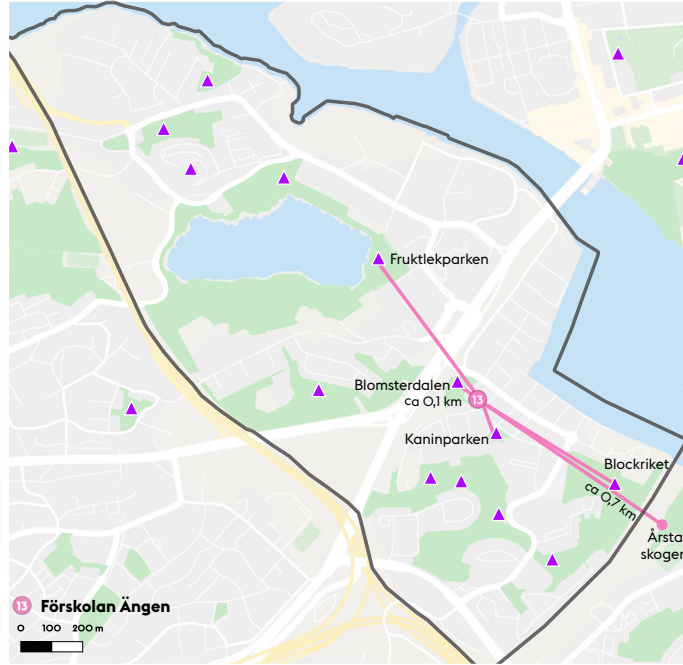 Fruktlekparken
Blomsterdalen
ca 0,1 km
13
Kaninparken
Blockriket
ca 0,7 km
Årsta
skogen
13 Förskolan Ängen
0 100 200 m